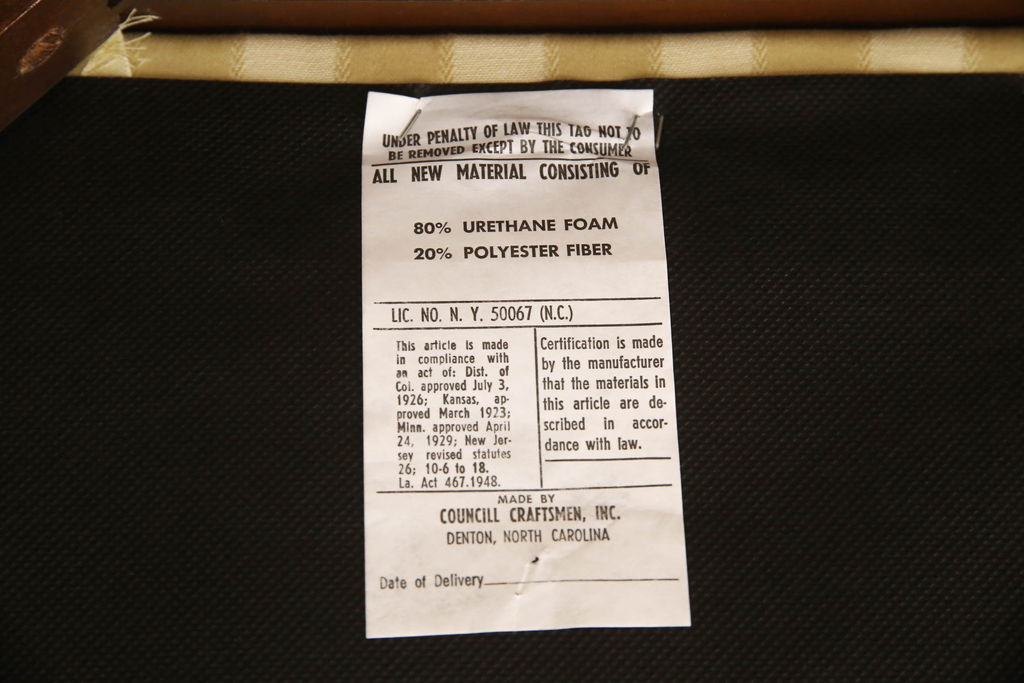 UNDER PENALTY OF LAW THIS TAG NOT TO
BE REMOVED EXCEPT BY THE CONSUMER
ALL NEW MATERIAL CONSISTING OF
80% URETHANE FOAM
20% POLYESTER FIBER
LIC. NO. N. Y. 50067 (N.C.)
This article is made
in compliance with
an act of: Dist. of
Col. approved July 3,
1926; Kansas, ap-
proved March 1923;
Minn. approved April
24, 1929; New Jer-
sey revised statutes
26; 10-6 to 18.
La. Act 467.1948.
Certification is made
by the manufacturer
that the materials in
this article are de-
scribed in accor-
dance with law.
MADE BY
COUNCILL CRAFTSMEN, INC.
DENTON, NORTH CAROLINA
Date of Delivery